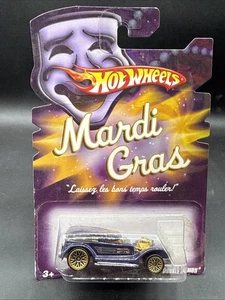 HOT WHEELS
Mardi
Gras
"Laissez les bons temps rouler!"
3+